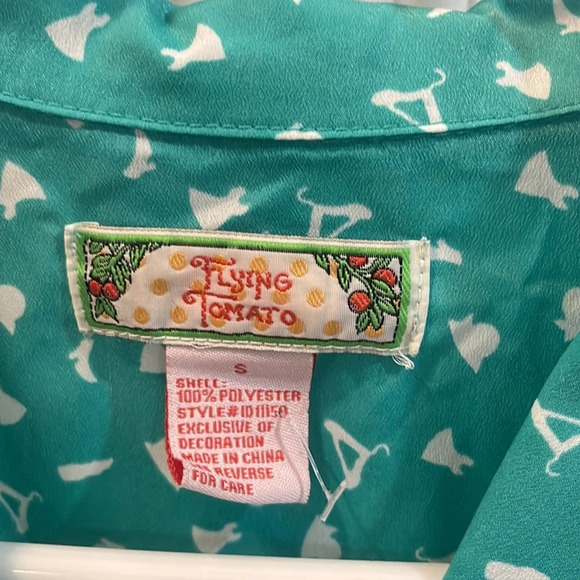 FLYING
TOMATO
S
SHELL:
100% POLYESTER
STYLE#ID11150
EXCLUSIVE OF
DECORATION
MADE IN CHINA
REVERSE
FOR CARE